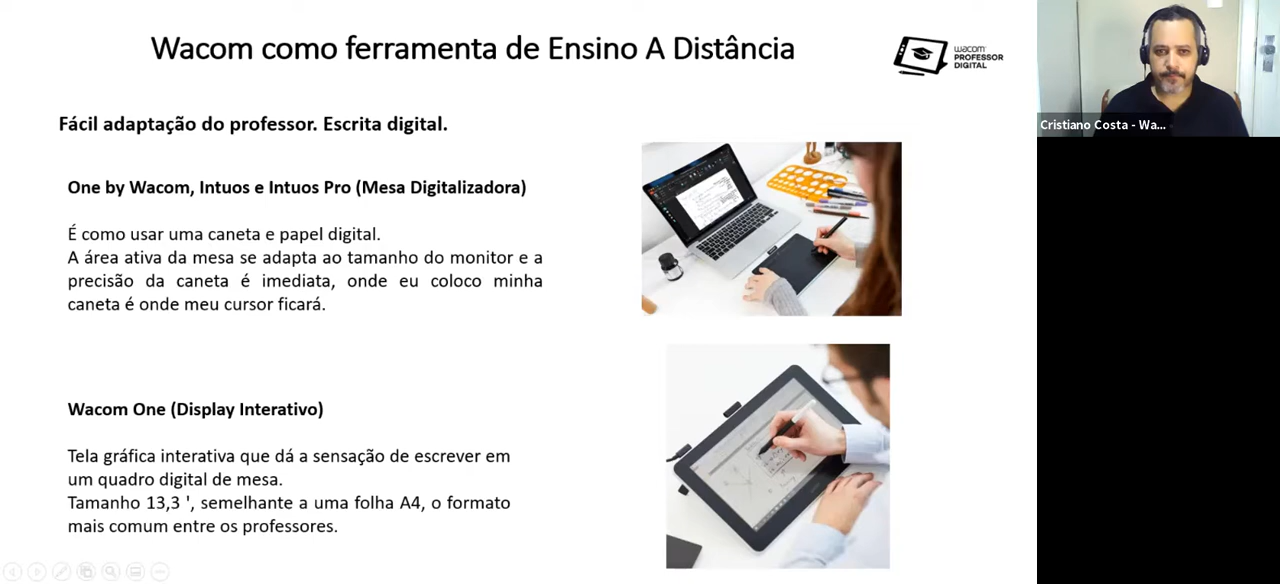 Wacom como ferramenta de Ensino A Distância
wacom
PROFESSOR
DIGITAL
Cristiano Costa - Wa...
Fácil adaptação do professor. Escrita digital.
One by Wacom, Intuos e Intuos Pro (Mesa Digitalizadora)
É como usar uma caneta e papel digital.
A área ativa da mesa se adapta ao tamanho do monitor e a
precisão da caneta é imediata, onde eu coloco minha
caneta é onde meu cursor ficará.
Wacom One (Display Interativo)
Tela gráfica interativa que dá a sensação de escrever em
um quadro digital de mesa.
Tamanho 13,3 ', semelhante a uma folha A4, o formato
mais comum entre os professores.